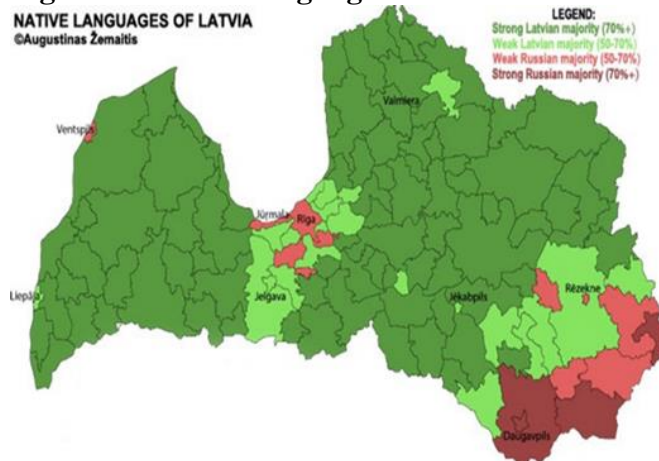 NATIVE LANGUAGES OF LATVIA
©Augustinas Žemaitis
LEGEND:
Strong Latvian majority (70%+)
Weak Latvian majority (50-70%)
Weak Russian majority (50-70%)
Strong Russian majority (70%+)
Valmiera
Ventspils
Jūrmala
Rīga
Liepāja
Jelgava
Jēkabpils
Rēzekne
Daugavpils